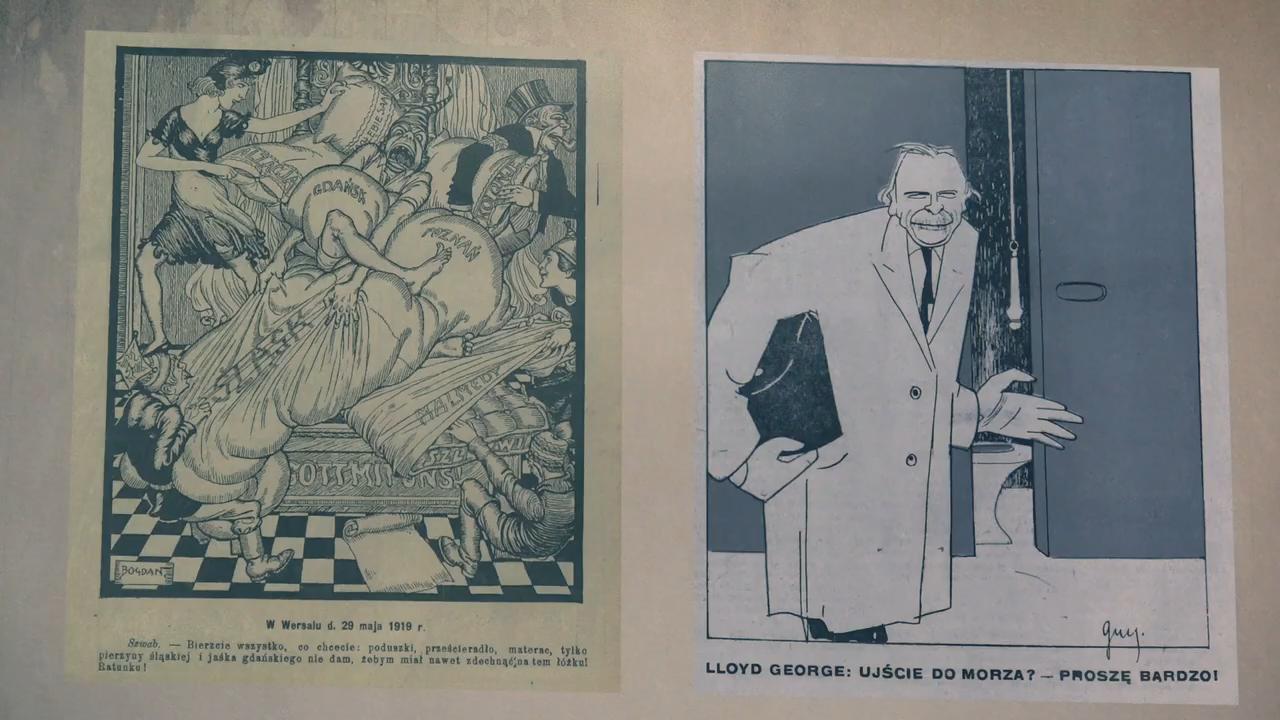 GDAŃSK
POZNAŃ
ŚLĄSK
MALMEDY
BOGDAN
W Wersalu d. 29 maja 1919 r.
Szwab. — Bierzcie wszystko, co chcecie: poduszki, prześcieradło, materac, tylko
pierzyny śląskiej i jaśka gdańskiego nie dam, żebym miał nawet zdechnąć na tem łóżku!
Ratunku!
guy.
LLOYD GEORGE: UJŚCIE DO MORZA? — PROSZĘ BARDZO!